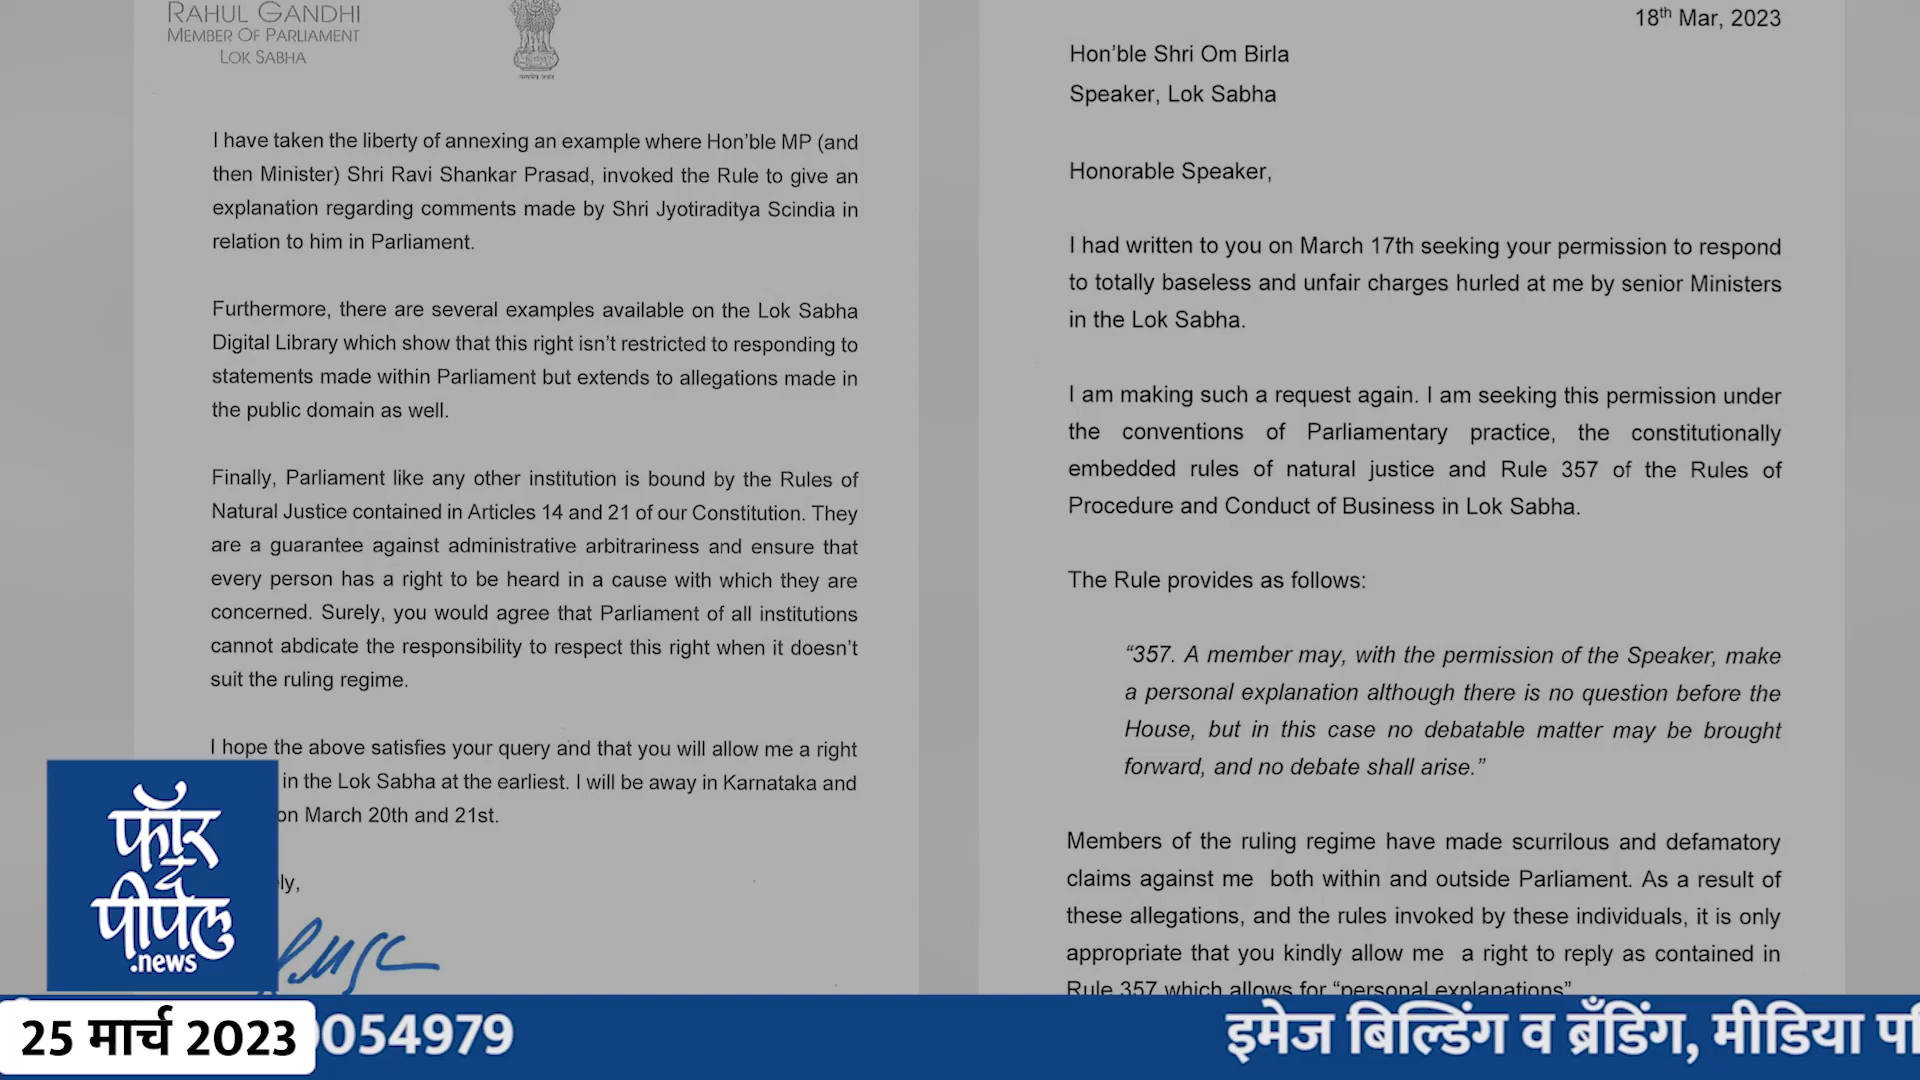 RAHUL GANDHI
MEMBER OF PARLIAMENT
LOK SABHA
I have taken the liberty of annexing an example where Hon’ble MP (and
then Minister) Shri Ravi Shankar Prasad, invoked the Rule to give an
explanation regarding comments made by Shri Jyotiraditya Scindia in
relation to him in Parliament.
Furthermore, there are several examples available on the Lok Sabha
Digital Library which show that this right isn’t restricted to responding to
statements made within Parliament but extends to allegations made in
the public domain as well.
Finally, Parliament like any other institution is bound by the Rules of
Natural Justice contained in Articles 14 and 21 of our Constitution. They
are a guarantee against administrative arbitrariness and ensure that
every person has a right to be heard in a cause with which they are
concerned. Surely, you would agree that Parliament of all institutions
cannot abdicate the responsibility to respect this right when it doesn’t
suit the ruling regime.
I hope the above satisfies your query and that you will allow me a right
in the Lok Sabha at the earliest. I will be away in Karnataka and
on March 20th and 21st.
ly,
18th Mar, 2023
Hon’ble Shri Om Birla
Speaker, Lok Sabha
Honorable Speaker,
I had written to you on March 17th seeking your permission to respond
to totally baseless and unfair charges hurled at me by senior Ministers
in the Lok Sabha.
I am making such a request again. I am seeking this permission under
the conventions of Parliamentary practice, the constitutionally
embedded rules of natural justice and Rule 357 of the Rules of
Procedure and Conduct of Business in Lok Sabha.
The Rule provides as follows:
“357. A member may, with the permission of the Speaker, make
a personal explanation although there is no question before the
House, but in this case no debatable matter may be brought
forward, and no debate shall arise.”
Members of the ruling regime have made scurrilous and defamatory
claims against me both within and outside Parliament. As a result of
these allegations, and the rules invoked by these individuals, it is only
appropriate that you kindly allow me a right to reply as contained in
Rule 357 which allows for “personal explanations”
फॉर
पीपल
.news
25 मार्च 2023
0054979
इमेज बिल्डिंग व ब्रँडिंग, मीडिया